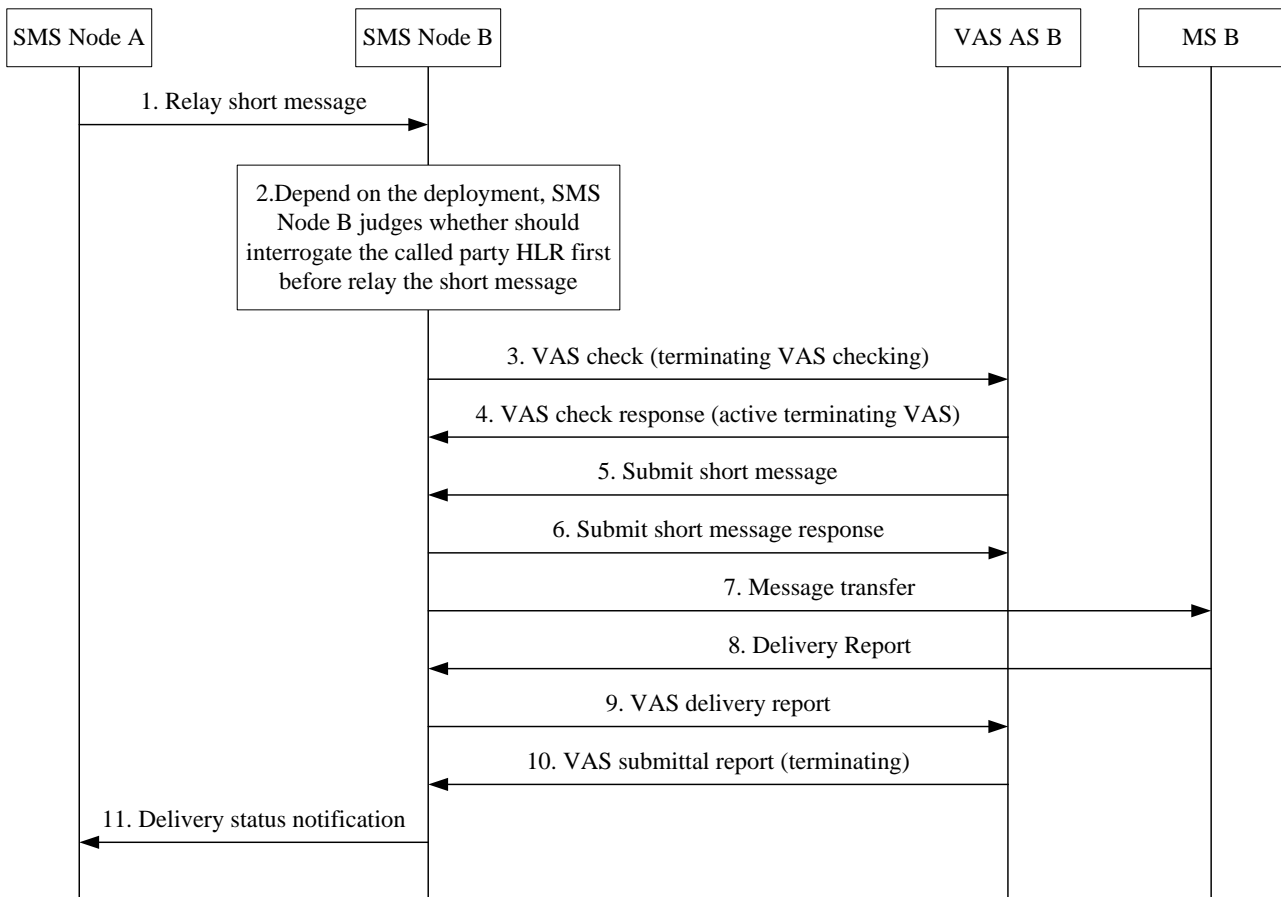 SMS Node A
SMS Node B
VAS AS B
MS B
1. Relay short message
2.Depend on the deployment, SMS
Node B judges whether should
interrogate the called party HLR first
before relay the short message
3. VAS check (terminating VAS checking)
4. VAS check response (active terminating VAS)
5. Submit short message
6. Submit short message response
7. Message transfer
8. Delivery Report
9. VAS delivery report
10. VAS submittal report (terminating)
11. Delivery status notification